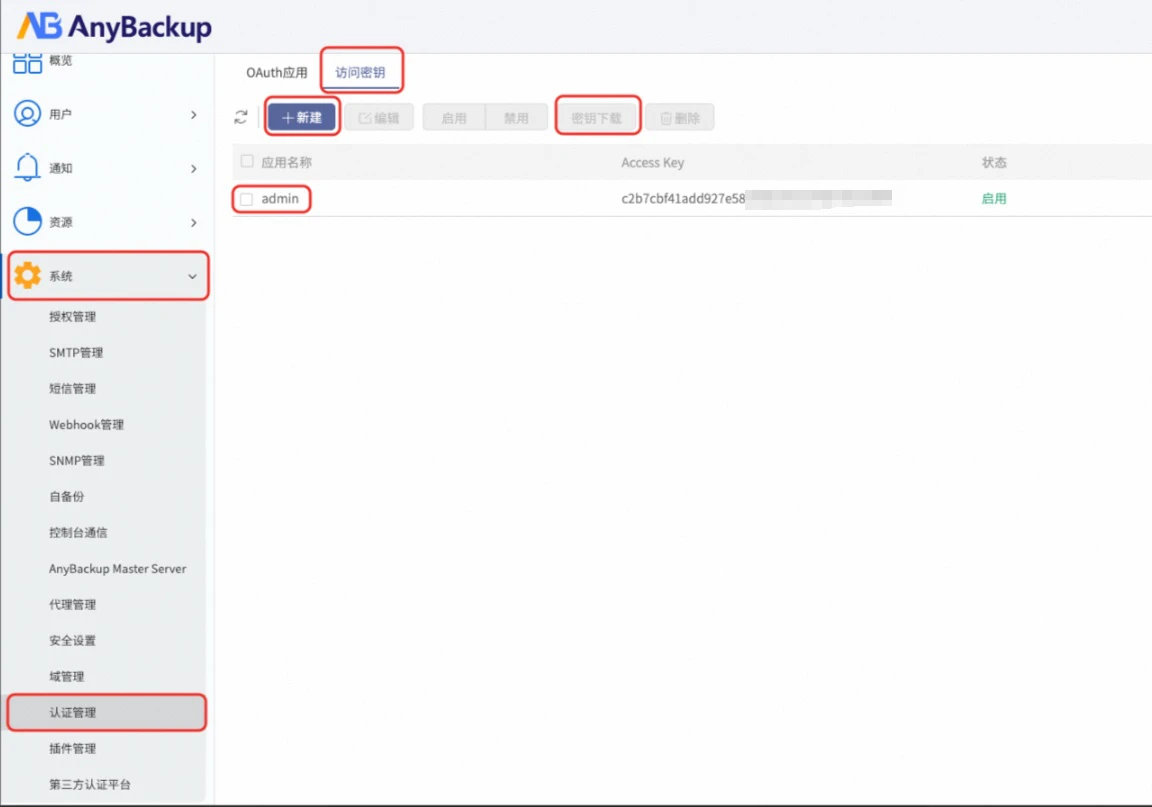 AnyBackup
概览
用户
通知
资源
系统
授权管理
SMTP管理
短信管理
Webhook管理
SNMP管理
自备份
控制台通信
AnyBackup Master Server
代理管理
安全设置
域管理
认证管理
插件管理
第三方认证平台
OAuth应用 访问密钥
新建 编辑 启用 禁用 密钥下载 删除
应用名称 Access Key 状态
admin c2b7cbf41add927e58 启用